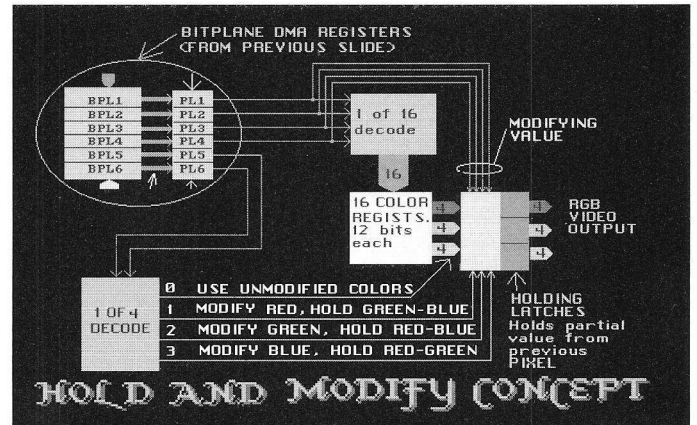 BITPLANE DMA REGISTERS
<FROM PREVIOUS SLIDE>
BPL1 PL1
BPL2 PL2
BPL3 PL3
BPL4 PL4
BPL5 PL5
BPL6 PL6
1 of 16
decode
MODIFYING
VALUE
16
16 COLOR
REGISTS.
12 bits
each
4
4
4
4
4
4
RGB
VIDEO
OUTPUT
1 OF 4
DECODE
0 USE UNMODIFIED COLORS
1 MODIFY RED, HOLD GREEN-BLUE
2 MODIFY GREEN, HOLD RED-BLUE
3 MODIFY BLUE, HOLD RED-GREEN
HOLDING
LATCHES
Holds partial
value from
previous
PIXEL
HOLD AND MODIFY CONCEPT